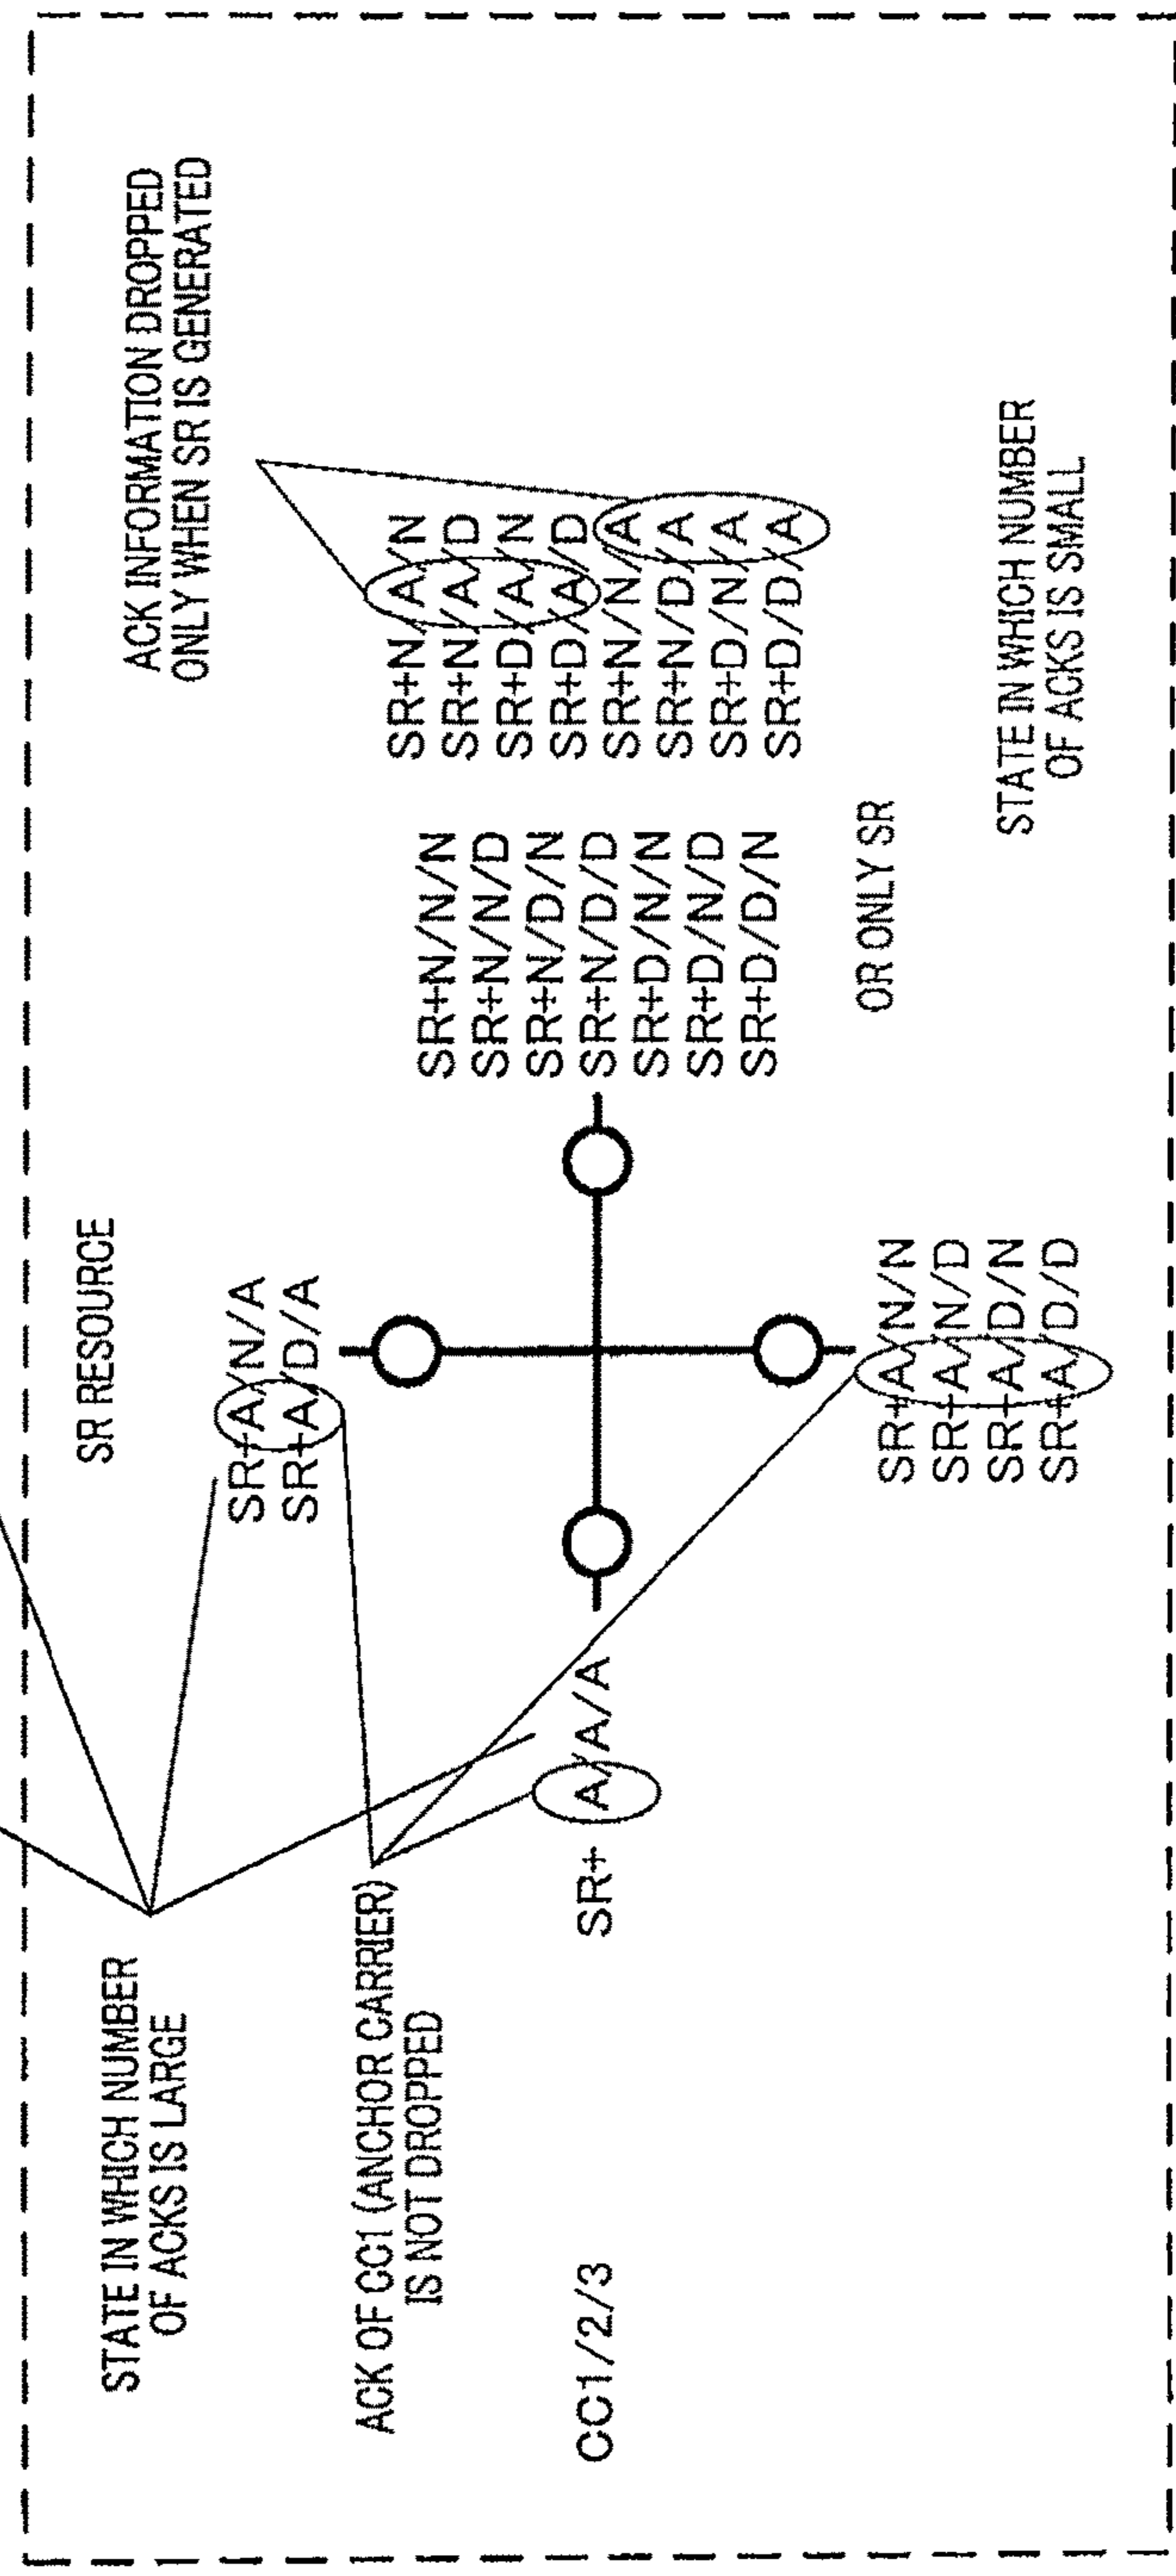 STATE IN WHICH NUMBER
OF ACKS IS LARGE
SR RESOURCE
ACK INFORMATION DROPPED
ONLY WHEN SR IS GENERATED
SR+A/N/A
SR+A/D/A
ACK OF CC1 (ANCHOR CARRIER)
IS NOT DROPPED
CC1/2/3
SR+ A/A/A
SR+N/N/N
SR+N/N/D
SR+N/D/N
SR+N/D/D
SR+D/N/N
SR+D/N/D
SR+D/D/N
OR ONLY SR
SR+N/A/N
SR+N/A/D
SR+D/A/N
SR+D/A/D
SR+N/N/A
SR+N/D/A
SR+D/N/A
SR+D/D/A
SR+A/N/N
SR+A/N/D
SR+A/D/N
SR+A/D/D
STATE IN WHICH NUMBER
OF ACKS IS SMALL